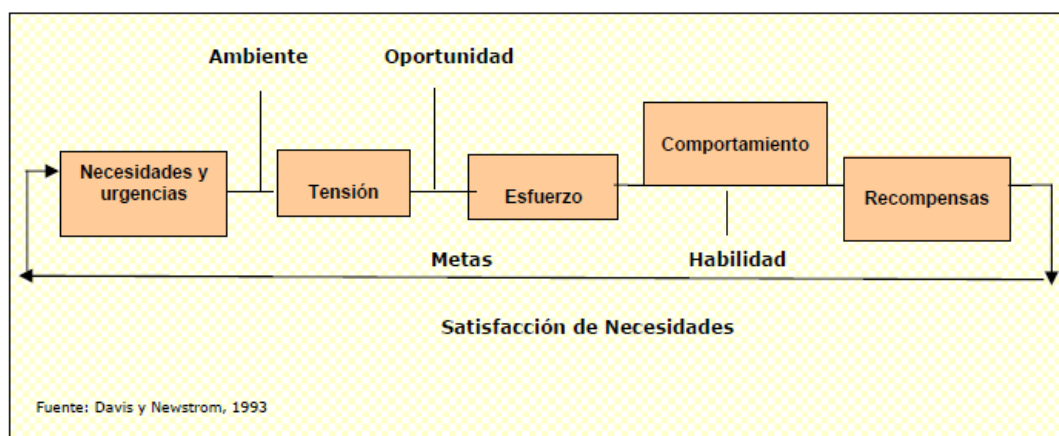 Ambiente
Oportunidad
Necesidades y
urgencias
Tensión
Esfuerzo
Comportamiento
Recompensas
Metas
Habilidad
Satisfacción de Necesidades
Fuente: Davis y Newstrom, 1993